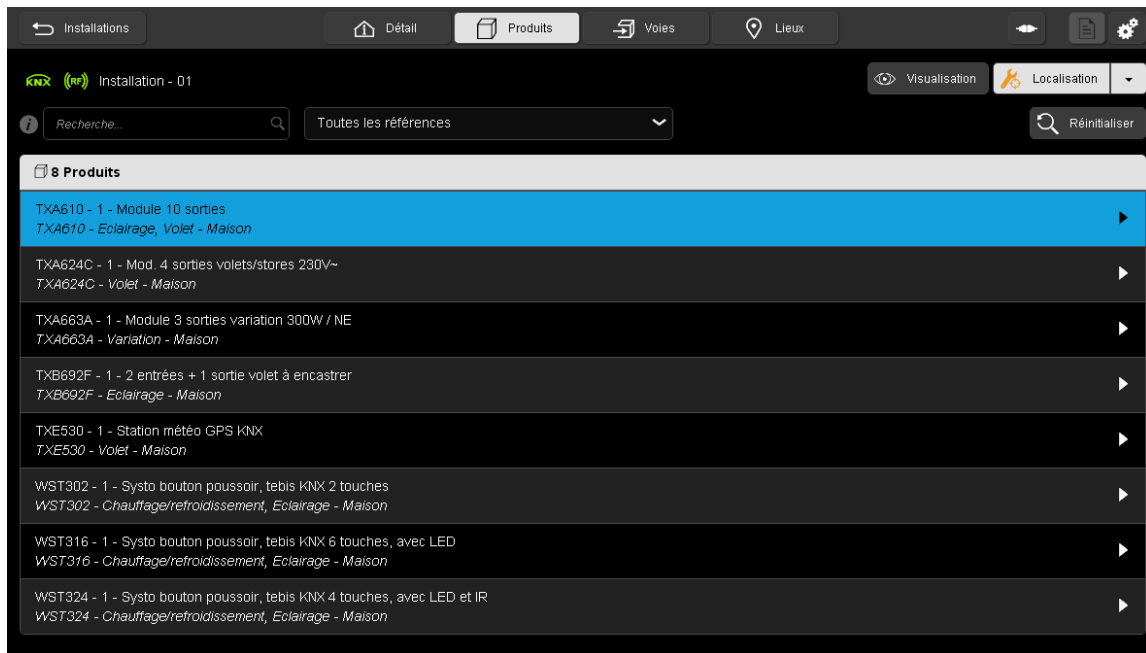 Installations
Détail
Produits
Voies
Lieux
KNX ((RF)) Installation - 01
Visualisation
Localisation
i
Recherche...
Toutes les références
Réinitialiser
8 Produits
TXA610 - 1 - Module 10 sorties
TXA610 - Eclairage, Volet - Maison
TXA624C - 1 - Mod. 4 sorties volets/stores 230V~
TXA624C - Volet - Maison
TXA663A - 1 - Module 3 sorties variation 300W / NE
TXA663A - Variation - Maison
TXB692F - 1 - 2 entrées + 1 sortie volet à encastrer
TXB692F - Eclairage - Maison
TXE530 - 1 - Station météo GPS KNX
TXE530 - Volet - Maison
WST302 - 1 - Systo bouton poussoir, tebis KNX 2 touches
WST302 - Chauffage/refroidissement, Eclairage - Maison
WST316 - 1 - Systo bouton poussoir, tebis KNX 6 touches, avec LED
WST316 - Chauffage/refroidissement, Eclairage - Maison
WST324 - 1 - Systo bouton poussoir, tebis KNX 4 touches, avec LED et IR
WST324 - Chauffage/refroidissement, Eclairage - Maison